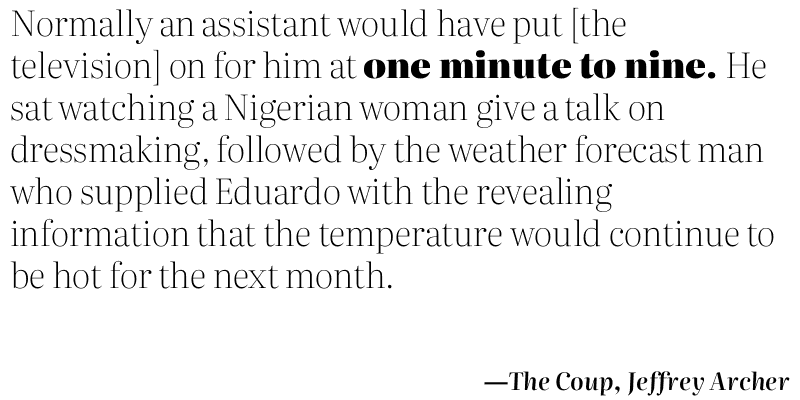 Normally an assistant would have put [the
television] on for him at one minute to nine. He
sat watching a Nigerian woman give a talk on
dressmaking, followed by the weather forecast man
who supplied Eduardo with the revealing
information that the temperature would continue to
be hot for the next month.
—The Coup, Jeffrey Archer